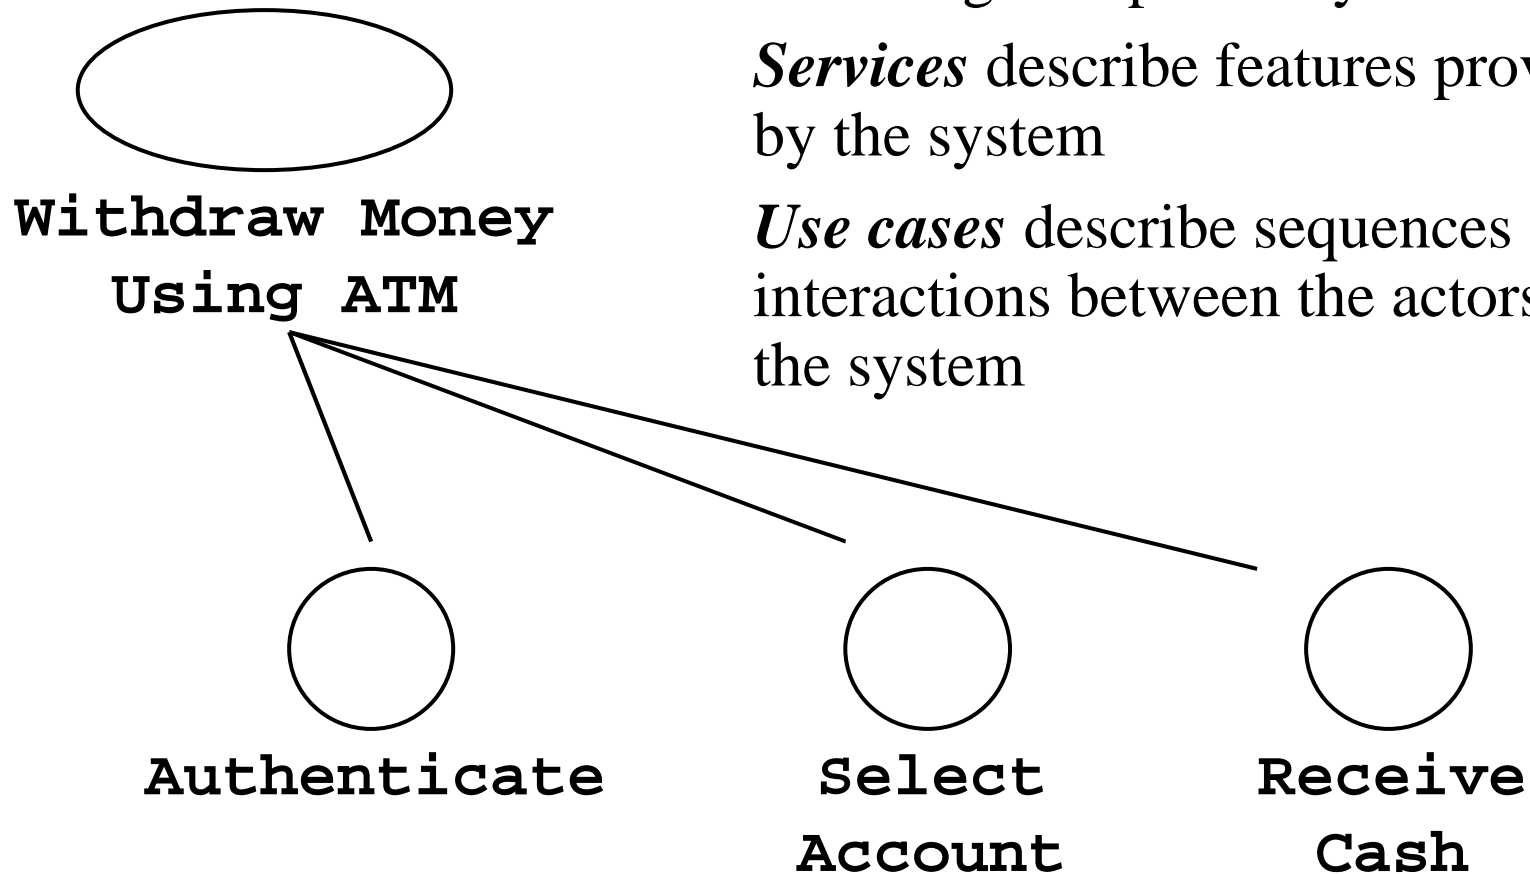 Services describe features
by the system
Use cases describe sequences
interactions between the actors
the system
Withdraw Money
Using ATM
Authenticate
Select
Account
Receive
Cash